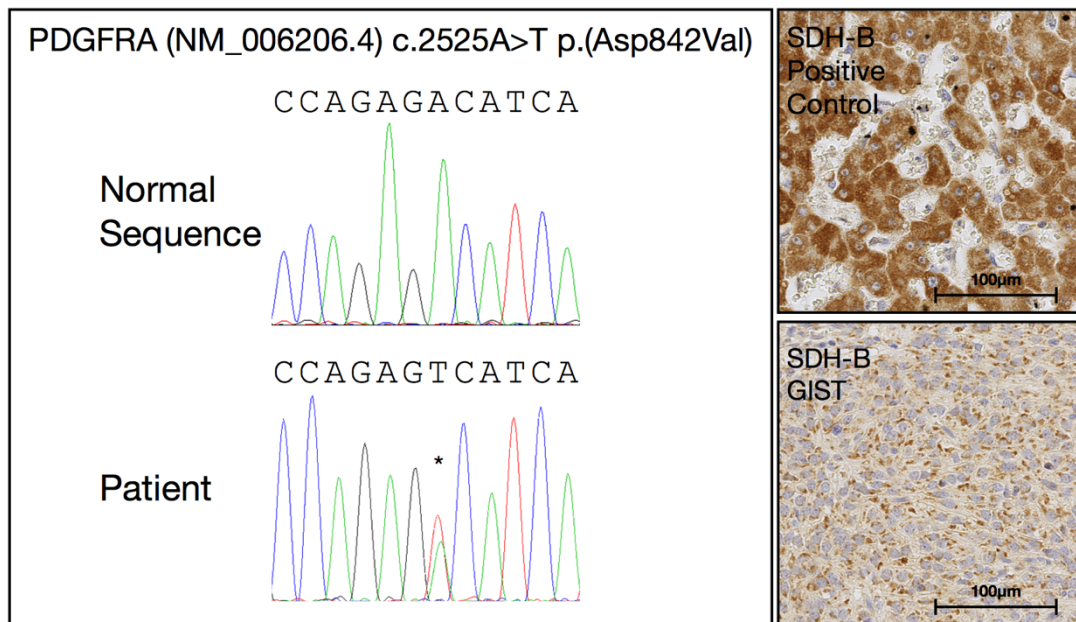 PDGFRA (NM_006206.4) c.2525A>T p.(Asp842Val)
CCAGAGACATCA
Normal
Sequence
CCAGAGTCATCA
*
Patient
SDH-B
Positive
Control
100μm
SDH-B
GIST
100μm